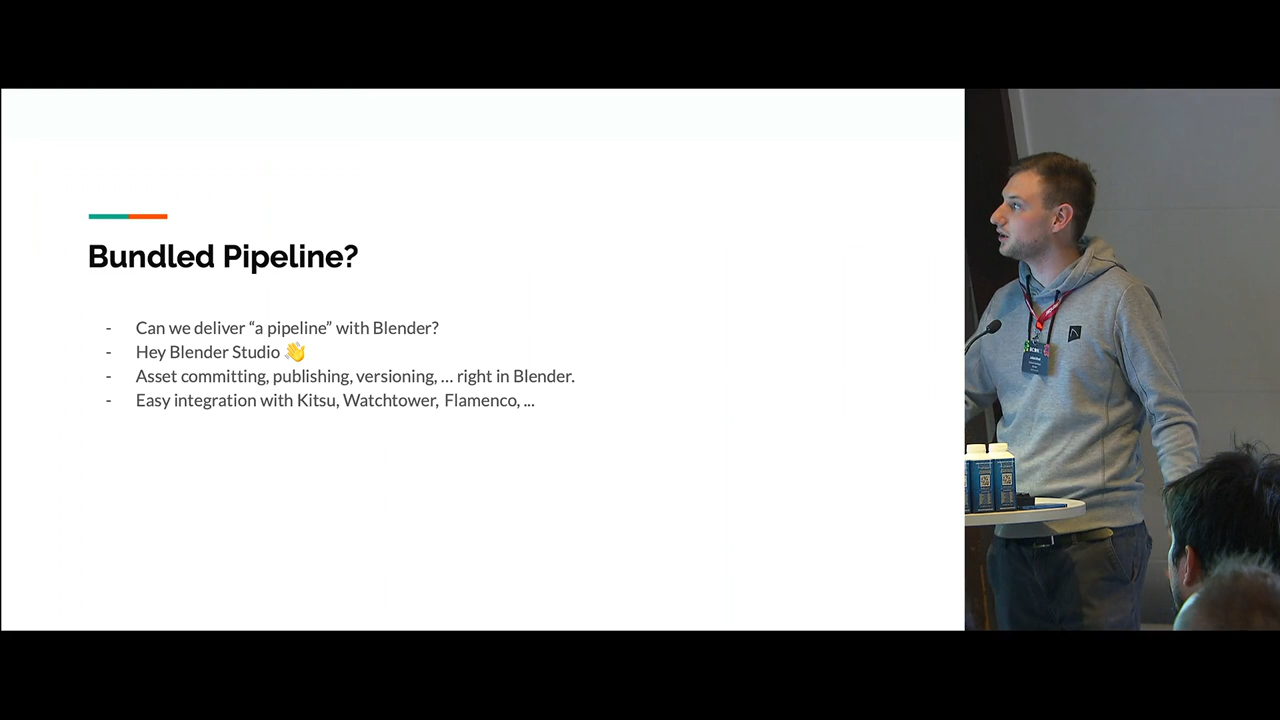 Bundled Pipeline?
- Can we deliver “a pipeline” with Blender?
- Hey Blender Studio 👋
- Asset committing, publishing, versioning, ... right in Blender.
- Easy integration with Kitsu, Watchtower, Flamenco, ...